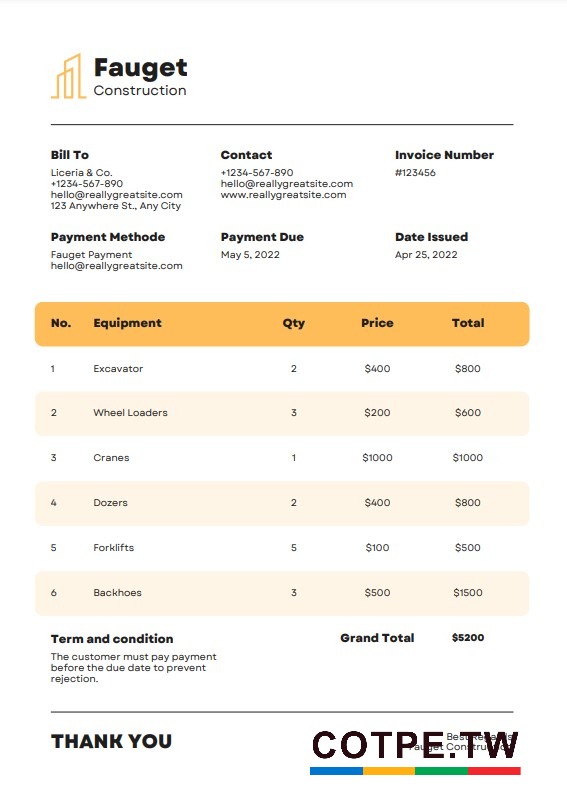 Fauget
Construction
Bill To
Liceria & Co.
+1234-567-890
hello@reallygreatsite.com
123 Anywhere St., Any City
Contact
+1234-567-890
hello@reallygreatsite.com
www.reallygreatsite.com
Invoice Number
#123456
Payment Methode
Fauget Payment
hello@reallygreatsite.com
Payment Due
May 5, 2022
Date Issued
Apr 25, 2022
No. Equipment Qty Price Total
1 Excavator 2 $400 $800
2 Wheel Loaders 3 $200 $600
3 Cranes 1 $1000 $1000
4 Dozers 2 $400 $800
5 Forklifts 5 $100 $500
6 Backhoes 3 $500 $1500
Term and condition
The customer must pay payment
before the due date to prevent
rejection.
Grand Total $5200
THANK YOU
Best Regards
Fauget Construction
COTPE.TW